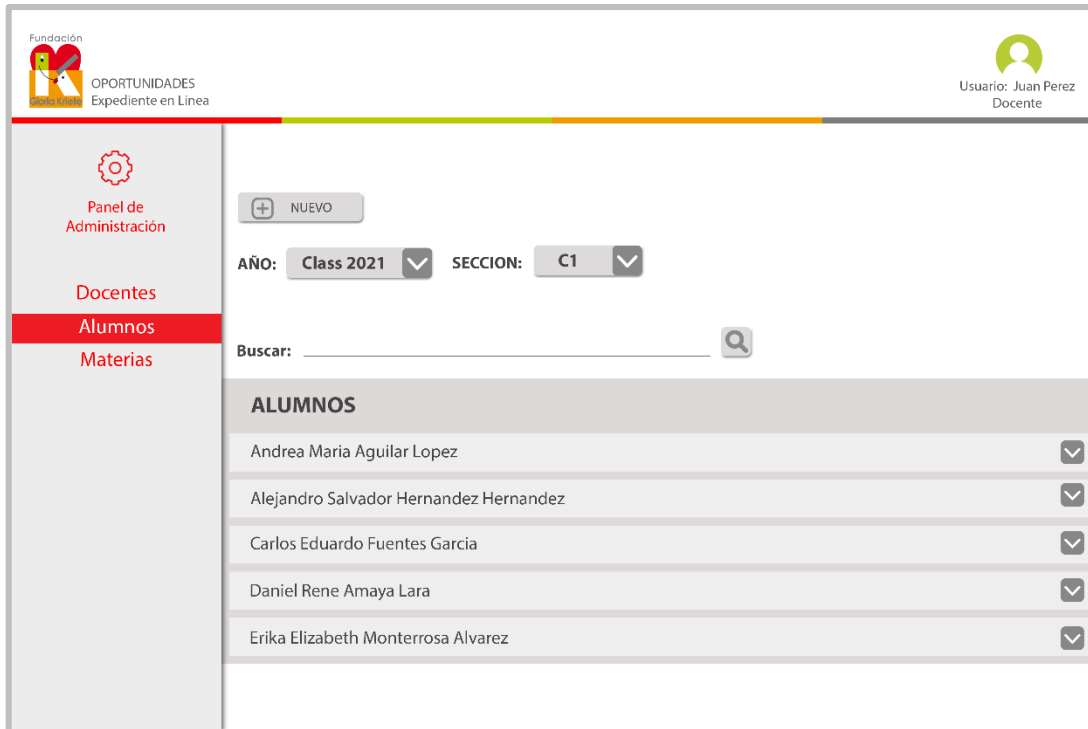 Fundación
Gloria Kriete
OPORTUNIDADES
Expediente en Linea
Usuario: Juan Perez
Docente
Panel de
Administración
Docentes
Alumnos
Materias
NUEVO
AÑO: Class 2021 SECCION: C1
Buscar:
ALUMNOS
Andrea Maria Aguilar Lopez
Alejandro Salvador Hernandez Hernandez
Carlos Eduardo Fuentes Garcia
Daniel Rene Amaya Lara
Erika Elizabeth Monterrosa Alvarez